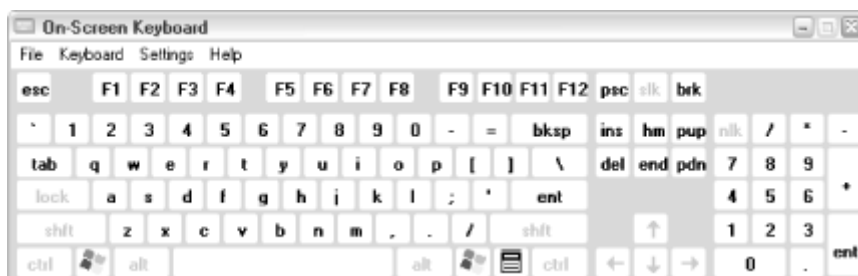 On-Screen Keyboard
File Keyboard Settings Help
esc F1 F2 F3 F4 F5 F6 F7 F8 F9 F10 F11 F12 psc slk brk
` 1 2 3 4 5 6 7 8 9 0 - = bksp ins hm pup nlk / * -
tab q w e r t y u i o p [ ] \ del end pdn 7 8 9
lock a s d f g h j k l ; ' ent 4 5 6 +
shft z x c v b n m , . / shft ↑ 1 2 3
ctrl alt alt ctrl ← ↓ → 0 . ent